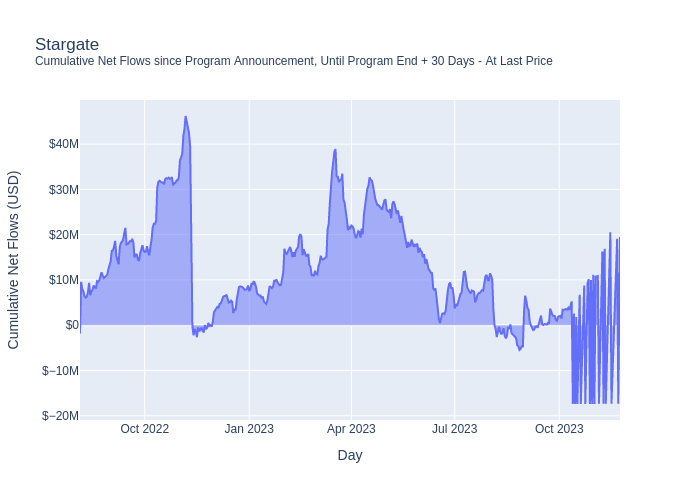 Stargate
Cumulative Net Flows since Program Announcement, Until Program End + 30 Days - At Last Price
Cumulative Net Flows (USD)
$40M
$30M
$20M
$10M
$0
$−10M
$−20M
Oct 2022
Jan 2023
Apr 2023
Jul 2023
Oct 2023
Day